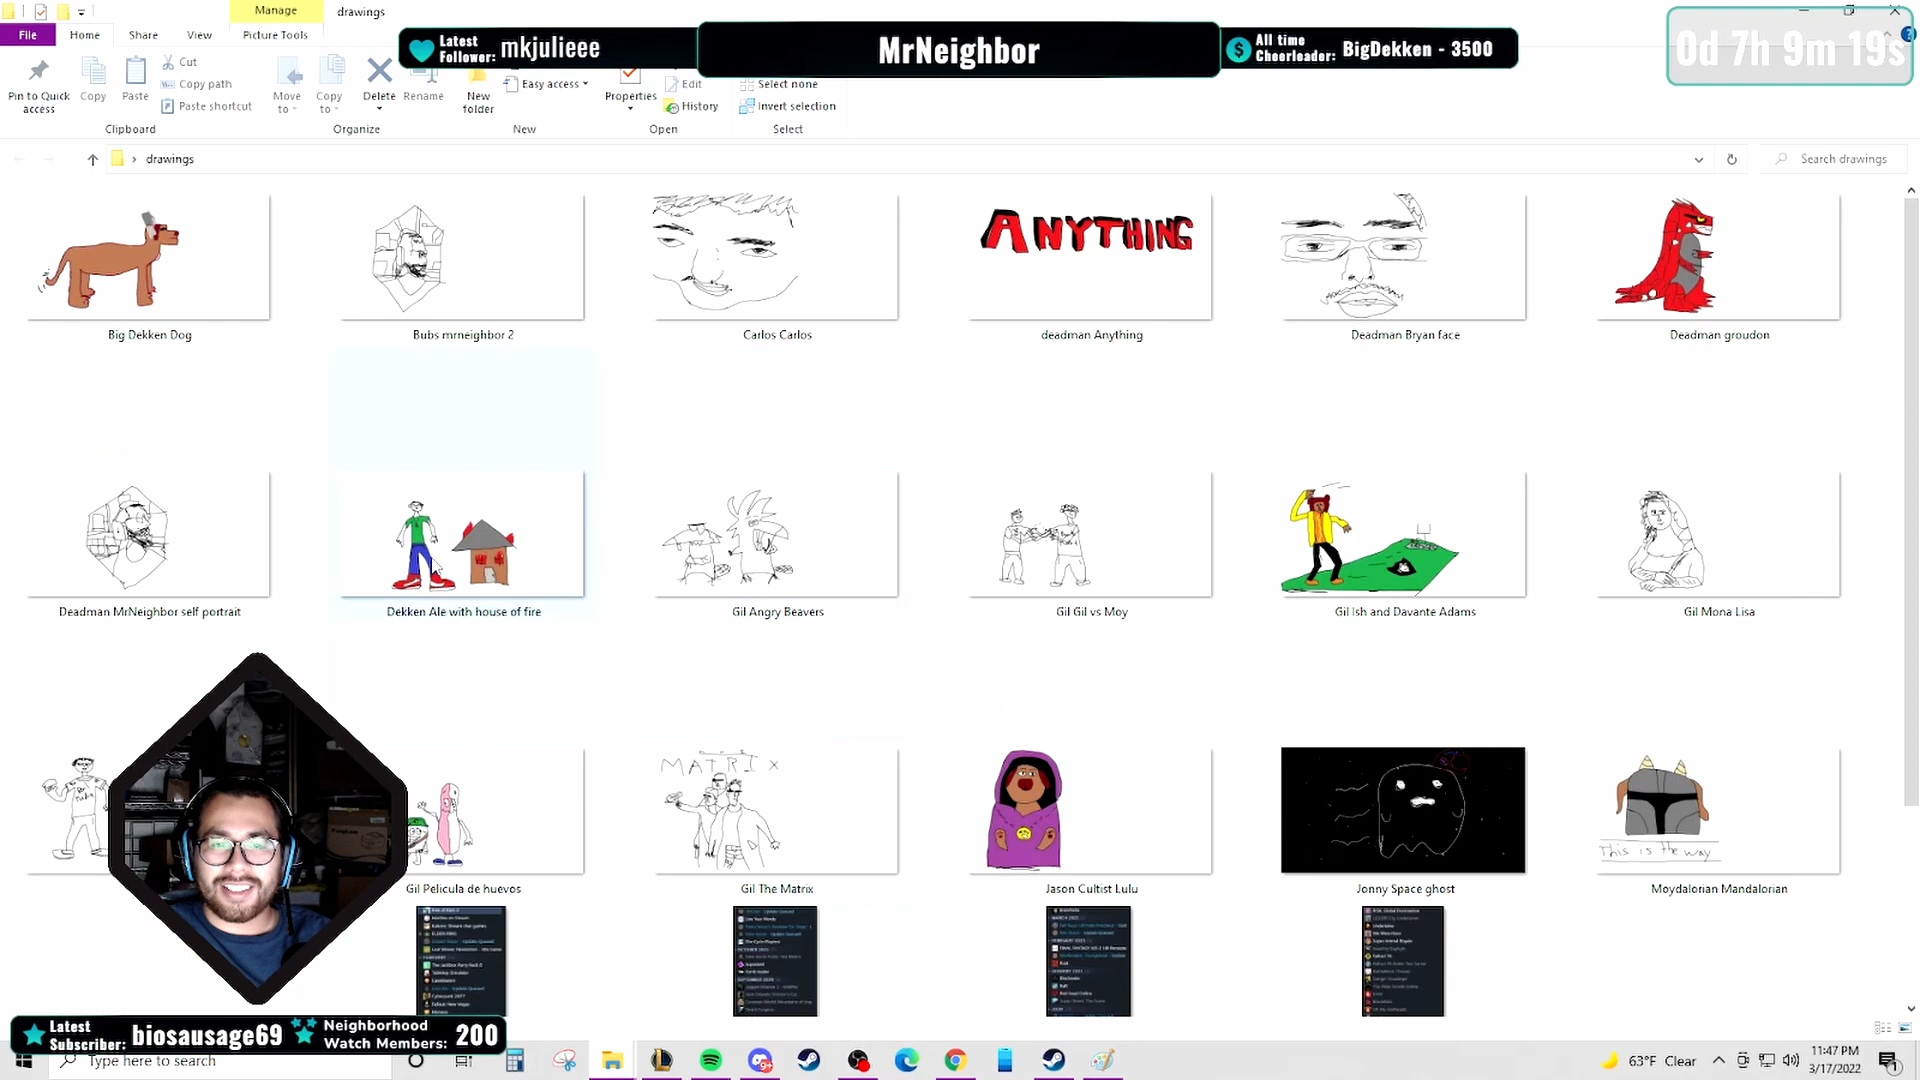 Manage
drawings
File
Home
Share
View
Picture Tools
Latest
Follower:
mkjulieee
MrNeighbor
All time
Cheerleader:
BigDekken - 3500
0d 7h 9m 19s
Pin to Quick
access
Copy
Paste
Cut
Copy path
Paste shortcut
Move
to
Copy
to
Delete
Rename
New
folder
Easy access
Properties
Edit
History
Select none
Invert selection
Clipboard
Organize
New
Open
Select
drawings
Search drawings
ANYTHING
Big Dekken Dog
Bubs mrneighbor 2
Carlos Carlos
deadman Anything
Deadman Bryan face
Deadman groudon
Deadman MrNeighbor self portrait
Dekken Ale with house of fire
Gil Angry Beavers
Gil Gil vs Moy
Gil Ish and Davante Adams
Gil Mona Lisa
MATRIX
This is the way
Gil Pelicula de huevos
Gil The Matrix
Jason Cultist Lulu
Jonny Space ghost
Moydalorian Mandalorian
Latest
Subscriber:
biosausage69
Neighborhood
Watch Members:
200
Type here to search
63°F Clear
11:47 PM
3/17/2022